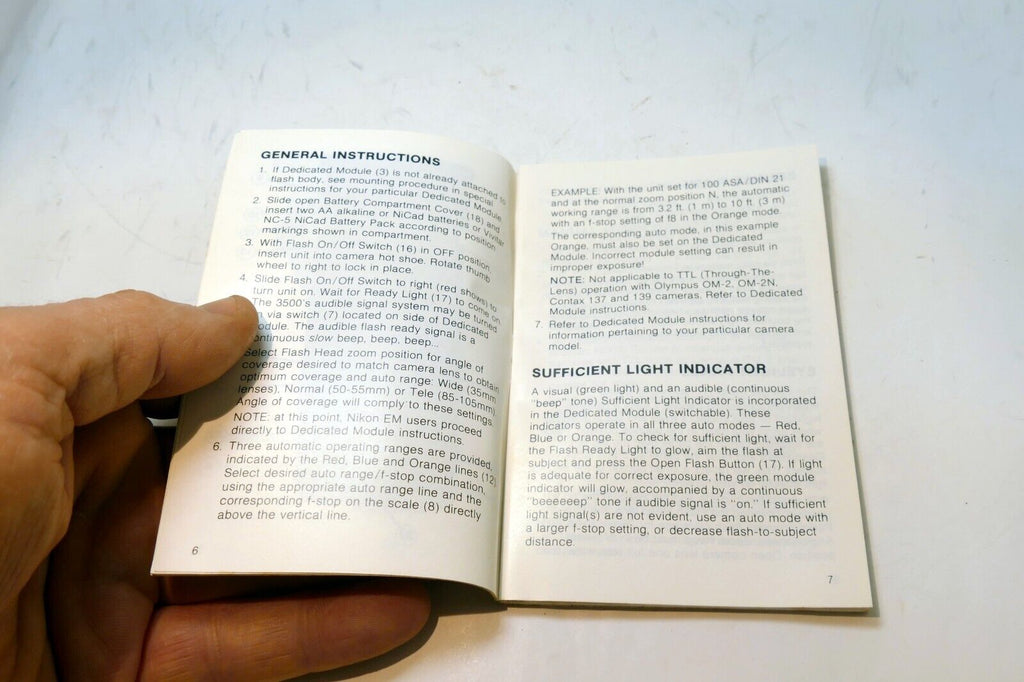 GENERAL INSTRUCTIONS
1. If Dedicated Module (3) is not already attached to
flash body, see mounting procedure in special
instructions for your particular Dedicated Module.
2. Slide open Battery Compartment Cover (18) and
insert two AA alkaline or NiCad batteries or Vivitar
NC-5 NiCad Battery Pack according to position
markings shown in compartment.
3. With Flash On/Off Switch (16) in OFF position,
insert unit into camera hot shoe. Rotate thumb
wheel to right to lock in place.
4. Slide Flash On/Off Switch to right (red shows) to
turn unit on. Wait for Ready Light (17) to come on.
The 3500's audible signal system may be turned
on via switch (7) located on side of Dedicated
odule. The audible flash ready signal is a
ontinuous slow beep, beep, beep...
Select Flash Head zoom position for angle of
coverage desired to match camera lens to obtain
optimum coverage and auto range: Wide (35mm
lenses), Normal (50-55mm) or Tele (85-105mm).
Angle of coverage will comply to these settings.
NOTE: at this point, Nikon EM users proceed
directly to Dedicated Module instructions.
6. Three automatic operating ranges are provided,
indicated by the Red, Blue and Orange lines (12).
Select desired auto range/f-stop combination,
using the appropriate auto range line and the
corresponding f-stop on the scale (8) directly
above the vertical line.
6
EXAMPLE: With the unit set for 100 ASA/DIN 21
and at the normal zoom position N, the automatic
working range is from 3.2 ft. (1 m) to 10 ft. (3 m)
with an f-stop setting of f8 in the Orange mode.
The corresponding auto mode, in this example
Orange, must also be set on the Dedicated
Module. Incorrect module setting can result in
improper exposure!
NOTE: Not applicable to TTL (Through-The-
Lens) operation with Olympus OM-2, OM-2N,
Contax 137 and 139 cameras. Refer to Dedicated
Module instructions.
7. Refer to Dedicated Module instructions for
information pertaining to your particular camera
model.
SUFFICIENT LIGHT INDICATOR
A visual (green light) and an audible (continuous
"beep" tone) Sufficient Light Indicator is incorporated
in the Dedicated Module (switchable). These
indicators operate in all three auto modes — Red,
Blue or Orange. To check for sufficient light, wait for
the Flash Ready Light to glow, aim the flash at
subject and press the Open Flash Button (17). If light
is adequate for correct exposure, the green module
indicator will glow, accompanied by a continuous
"beeeeeep" tone if audible signal is "on." If sufficient
light signal(s) are not evident, use an auto mode with
a larger f-stop setting, or decrease flash-to-subject
distance.
7